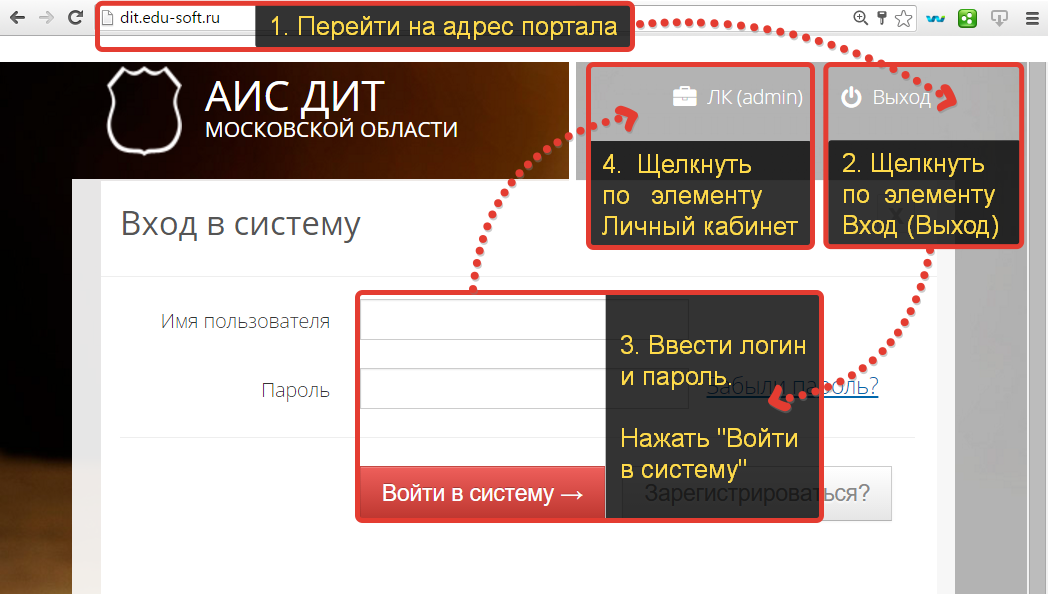 dit.edu-soft.ru
1. Перейти на адрес портала
АИС ДИТ
МОСКОВСКОЙ ОБЛАСТИ
ЛК (admin)
Выход
4. Щелкнуть
по элементу
Личный кабинет
2. Щелкнуть
по элементу
Вход (Выход)
Вход в систему
Имя пользователя
Пароль
3. Ввести логин
и пароль.
Забыли пароль?
Нажать "Войти
в систему"
Войти в систему →
Зарегистрироваться?